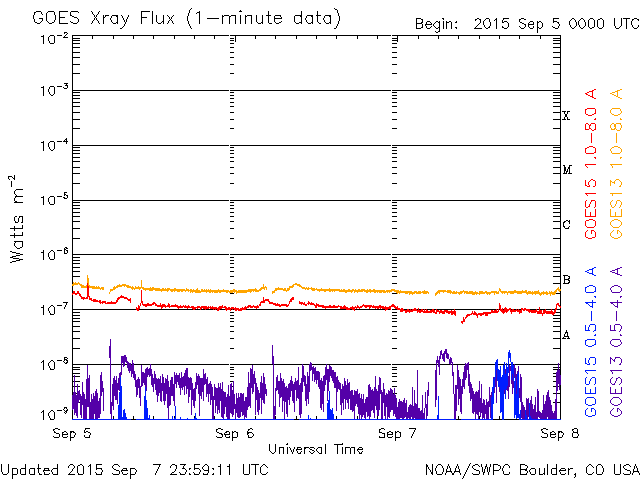 GOES Xray Flux (1-minute data)
Begin: 2015 Sep 5 0000 UTC
10-2
10-3
10-4
10-5
10-6
10-7
10-8
10-9
Watts m-2
X
M
C
B
A
GOES15 1.0-8.0 A
GOES13 1.0-8.0 A
GOES15 0.5-4.0 A
GOES13 0.5-4.0 A
Sep 5
Sep 6
Sep 7
Sep 8
Universal Time
Updated 2015 Sep 7 23:59:11 UTC
NOAA/SWPC Boulder, CO USA